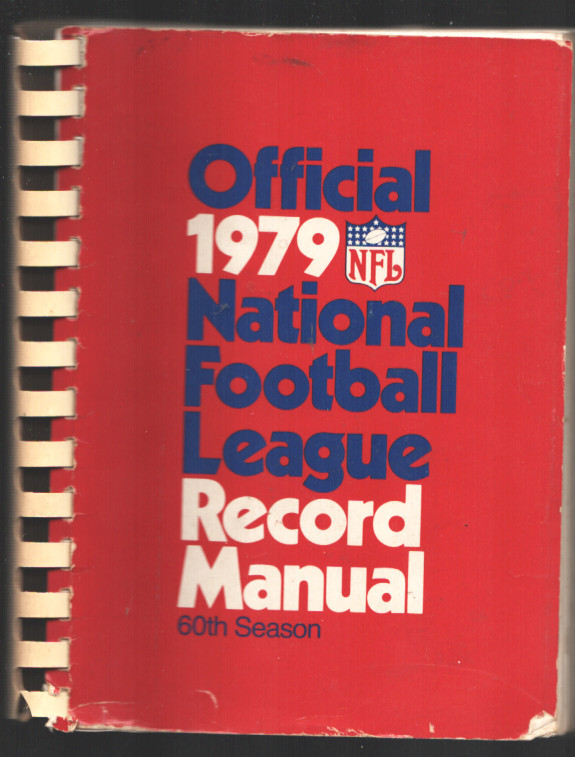 Official
1979
NFL
National
Football
League
Record
Manual
60th Season